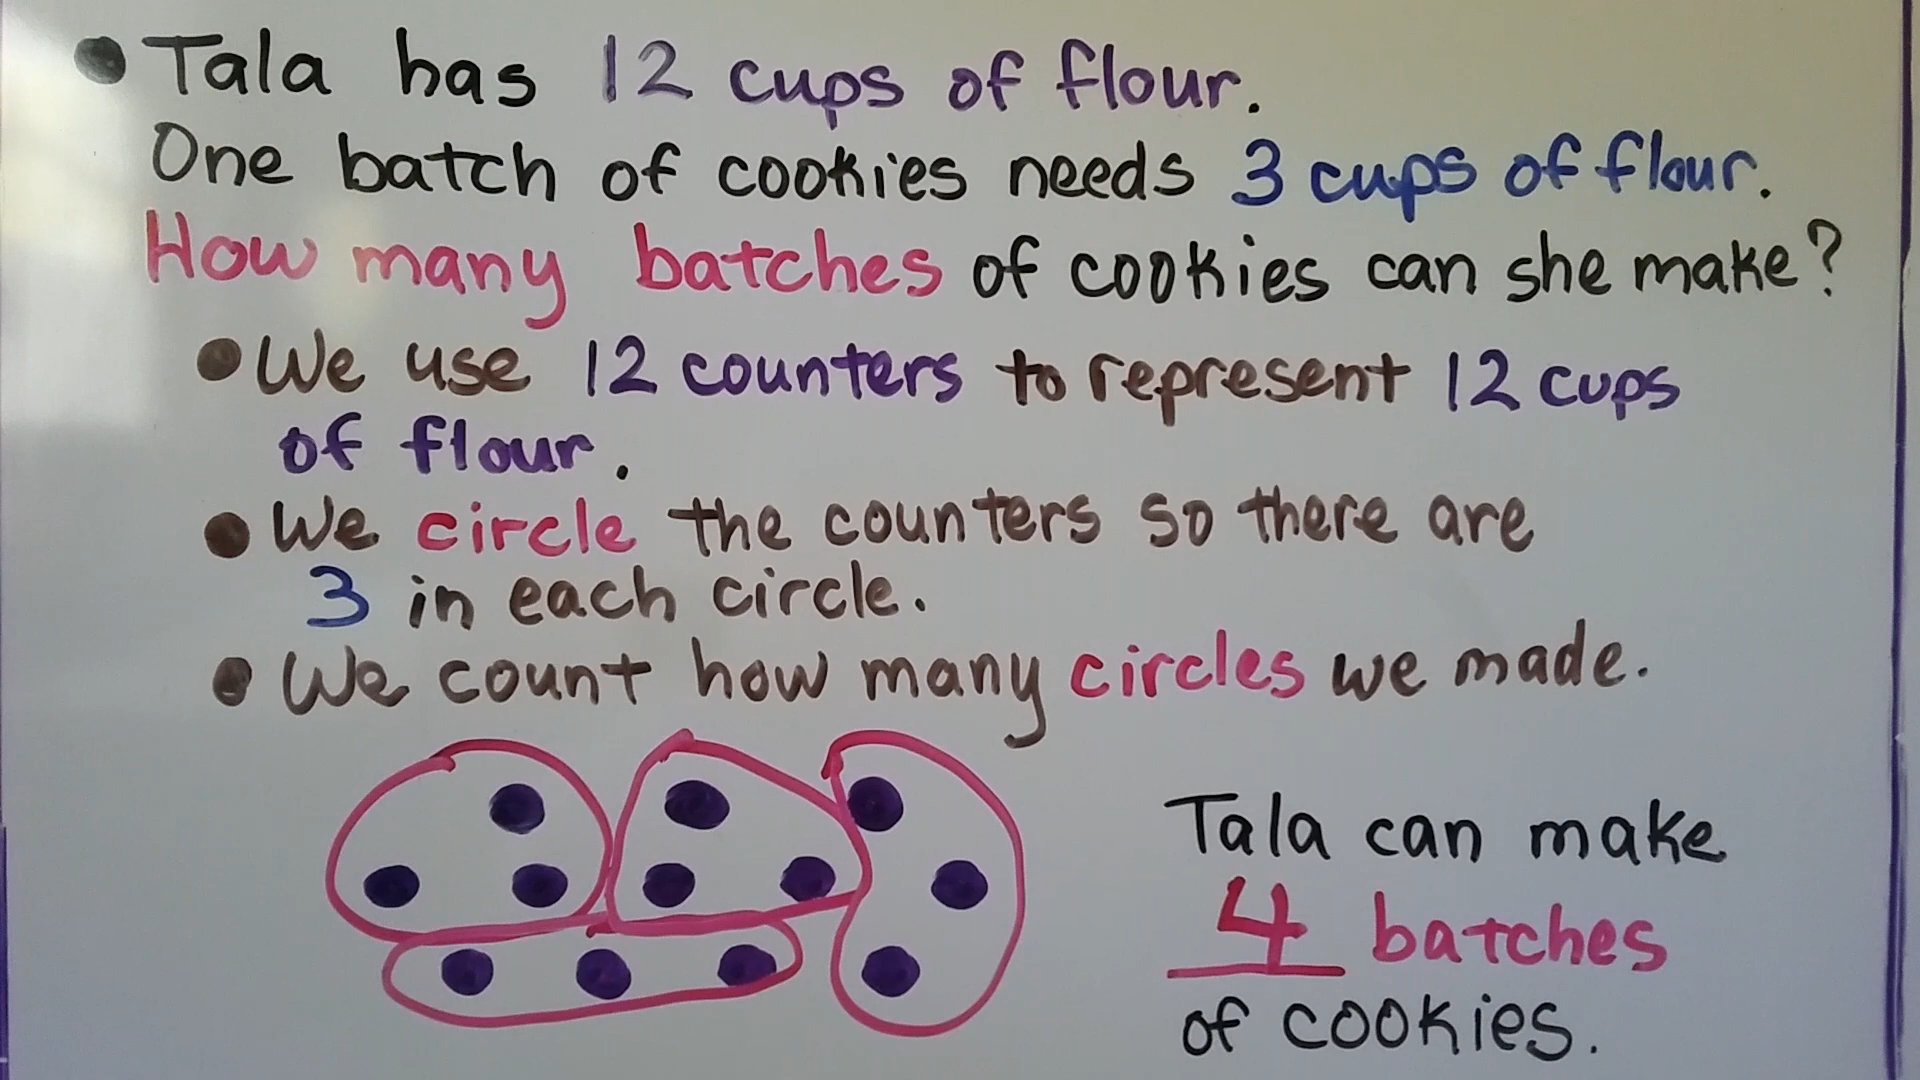 • Tala has 12 cups of flour.
One batch of cookies needs 3 cups of flour.
How many batches of cookies can she make?
• We use 12 counters to represent 12 cups
of flour.
• We circle the counters so there are
3 in each circle.
• We count how many circles we made.
Tala can make
4 batches
of cookies.